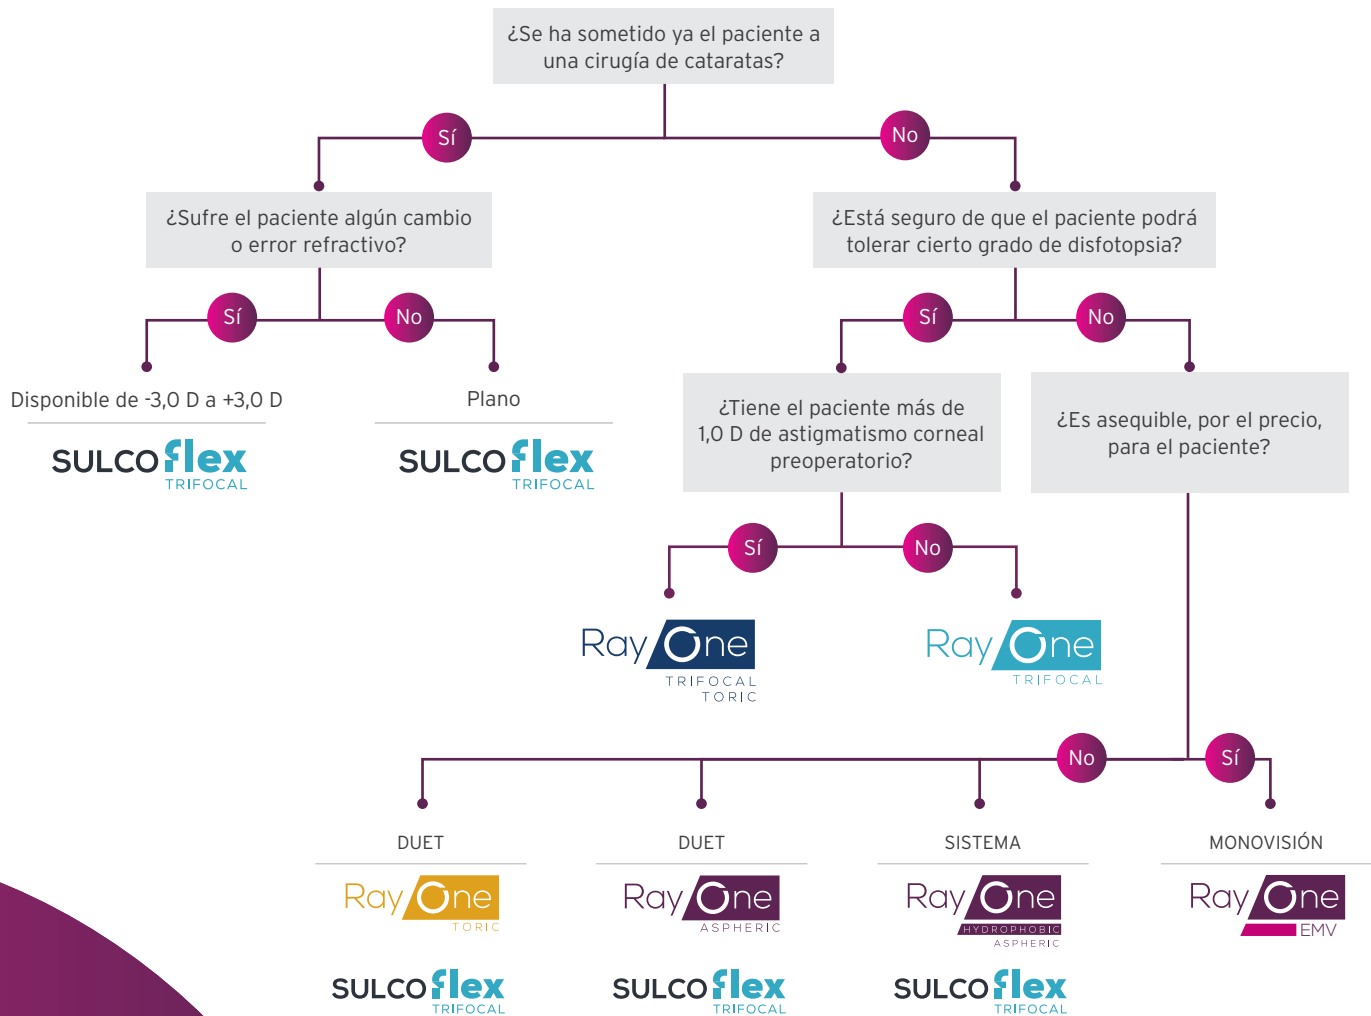 ¿Se ha sometido ya el paciente a
una cirugía de cataratas?
Sí
No
¿Sufre el paciente algún cambio
o error refractivo?
¿Está seguro de que el paciente podrá
tolerar cierto grado de disfotopsia?
Sí
No
Sí
No
Disponible de -3,0 D a +3,0 D
SULCOflex
TRIFOCAL
Plano
SULCOflex
TRIFOCAL
¿Tiene el paciente más de
1,0 D de astigmatismo corneal
preoperatorio?
¿Es asequible, por el precio,
para el paciente?
Sí
No
RayOne
TRIFOCAL
TORIC
RayOne
TRIFOCAL
No
Sí
DUET
RayOne
TORIC
SULCOflex
TRIFOCAL
DUET
RayOne
ASPHERIC
SULCOflex
TRIFOCAL
SISTEMA
RayOne
HYDROPHOBIC
ASPHERIC
SULCOflex
TRIFOCAL
MONOVISIÓN
RayOne
EMV